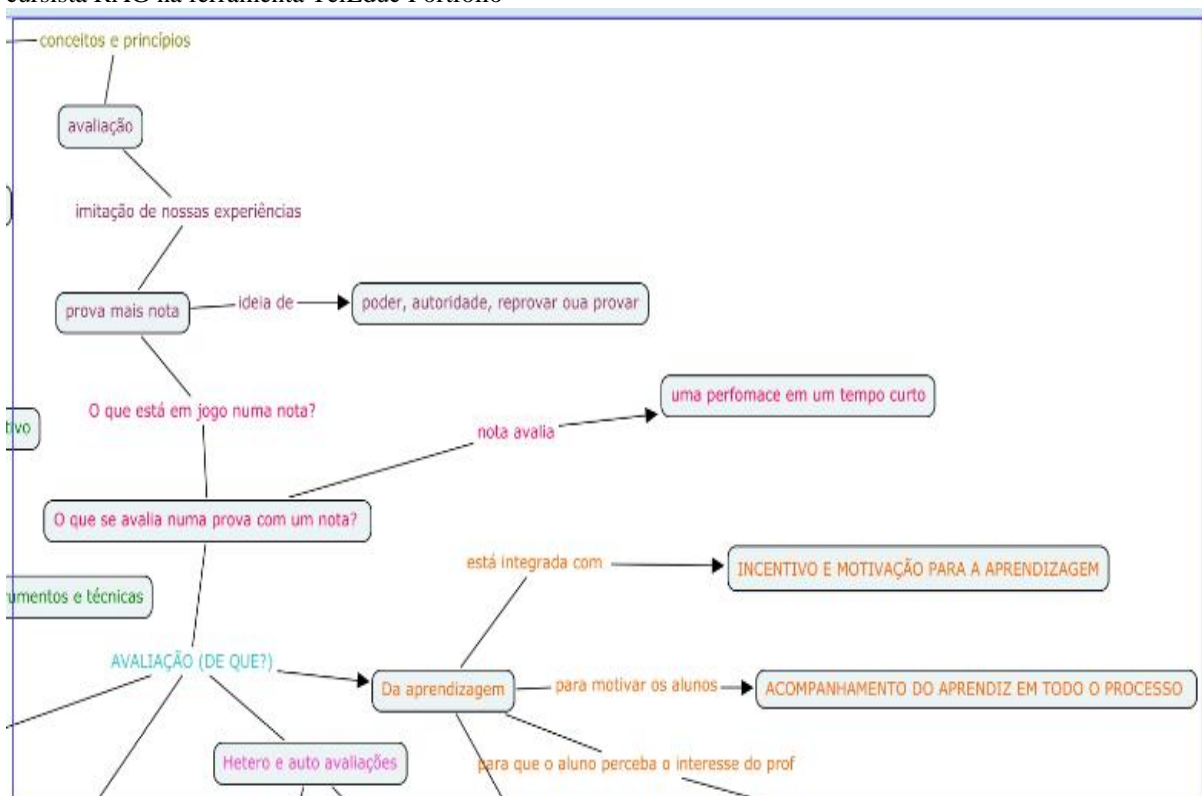 conceitos e princípios
avaliação
imitação de nossas experiências
prova mais nota
ideia de
poder, autoridade, reprovar oua provar
O que está em jogo numa nota?
uma perfomace em um tempo curto
tivo
nota avalia
O que se avalia numa prova com um nota?
está integrada com
INCENTIVO E MOTIVAÇÃO PARA A APRENDIZAGEM
rumentos e técnicas
AVALIAÇÃO (DE QUE?)
Da aprendizagem
para motivar os alunos
ACOMPANHAMENTO DO APRENDIZ EM TODO O PROCESSO
Hetero e auto avaliações
para que o aluno perceba o interesse do prof